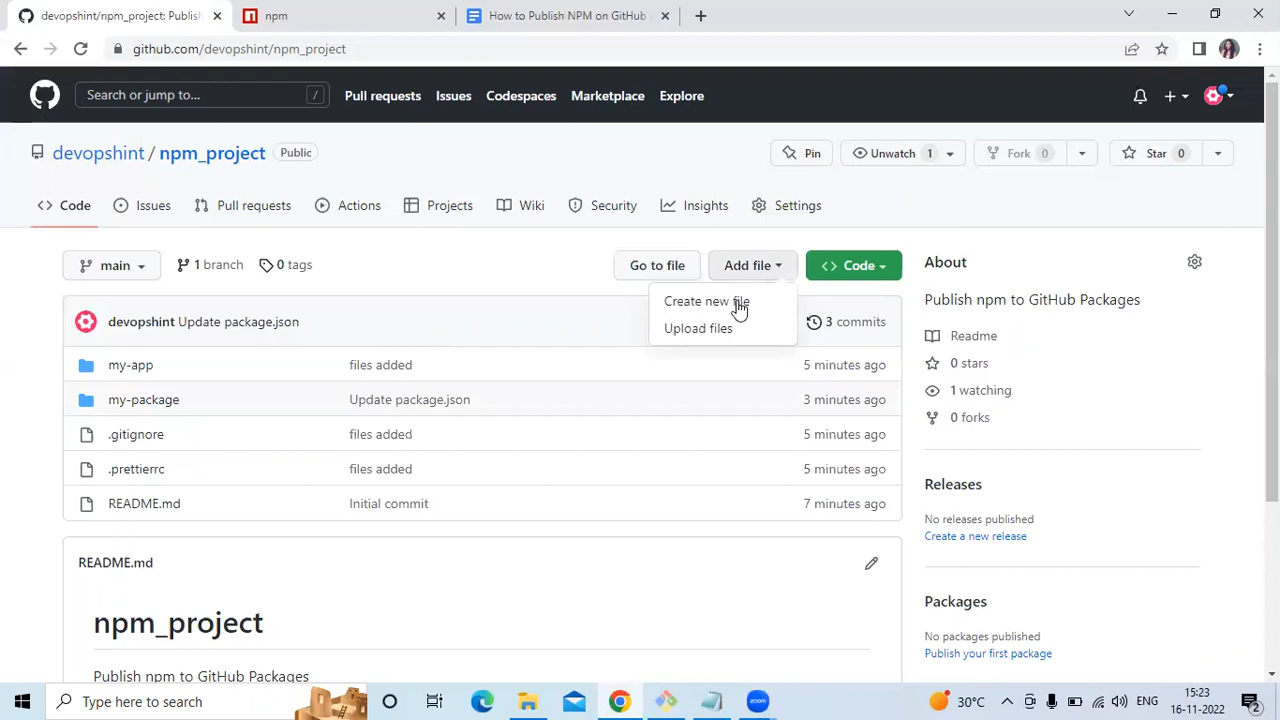 devopshint/npm_project: Publis
npm
How to Publish NPM on GitHub
github.com/devopshint/npm_project
Search or jump to...
/
Pull requests
Issues
Codespaces
Marketplace
Explore
devopshint / npm_project
Public
Pin
Unwatch 1
Fork 0
Star 0
Code
Issues
Pull requests
Actions
Projects
Wiki
Security
Insights
Settings
main
1 branch
0 tags
Go to file
Add file
Code
Create new file
Upload files
devopshint Update package.json
3 commits
my-app files added 5 minutes ago
my-package Update package.json 3 minutes ago
.gitignore files added 5 minutes ago
.prettierrc files added 5 minutes ago
README.md Initial commit 7 minutes ago
README.md
npm_project
Publish npm to GitHub Packages
About
Publish npm to GitHub Packages
Readme
0 stars
1 watching
0 forks
Releases
No releases published
Create a new release
Packages
No packages published
Publish your first package
Type here to search
zoom
30°C
ENG
15:23
16-11-2022
2